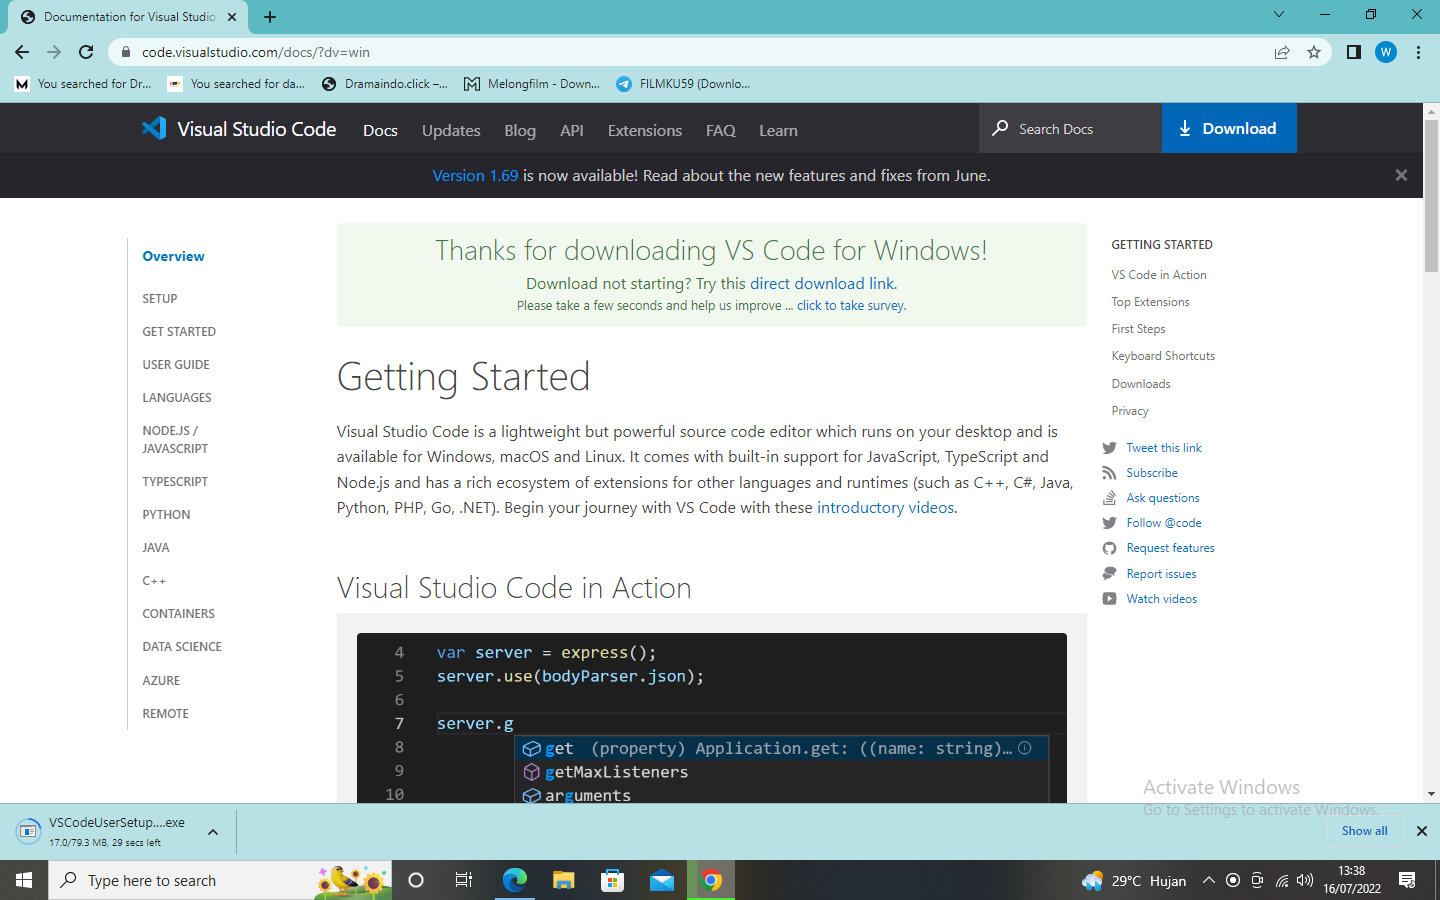 Documentation for Visual Studio
code.visualstudio.com/docs/?dv=win
W
You searched for Dr...
You searched for da...
Dramaindo.click –...
Melongfilm - Down...
FILMKU59 (Downlo...
Visual Studio Code
Docs
Updates
Blog
API
Extensions
FAQ
Learn
Search Docs
Download
Version 1.69 is now available! Read about the new features and fixes from June.
Overview
SETUP
GET STARTED
USER GUIDE
LANGUAGES
NODE.JS /
JAVASCRIPT
TYPESCRIPT
PYTHON
JAVA
C++
CONTAINERS
DATA SCIENCE
AZURE
REMOTE
Thanks for downloading VS Code for Windows!
Download not starting? Try this direct download link.
Please take a few seconds and help us improve ... click to take survey.
Getting Started
Visual Studio Code is a lightweight but powerful source code editor which runs on your desktop and is
available for Windows, macOS and Linux. It comes with built-in support for JavaScript, TypeScript and
Node.js and has a rich ecosystem of extensions for other languages and runtimes (such as C++, C#, Java,
Python, PHP, Go, .NET). Begin your journey with VS Code with these introductory videos.
Visual Studio Code in Action
4 var server = express();
5 server.use(bodyParser.json);
6
7 server.g
8 get (property) Application.get: ((name: string)...
9 getMaxListeners
10 arguments
GETTING STARTED
VS Code in Action
Top Extensions
First Steps
Keyboard Shortcuts
Downloads
Privacy
Tweet this link
Subscribe
Ask questions
Follow @code
Request features
Report issues
Watch videos
Activate Windows
Go to Settings to activate Windows.
VSCodeUserSetup....exe
17.0/79.3 MB, 29 secs left
Show all
Type here to search
29°C Hujan
13:38
16/07/2022